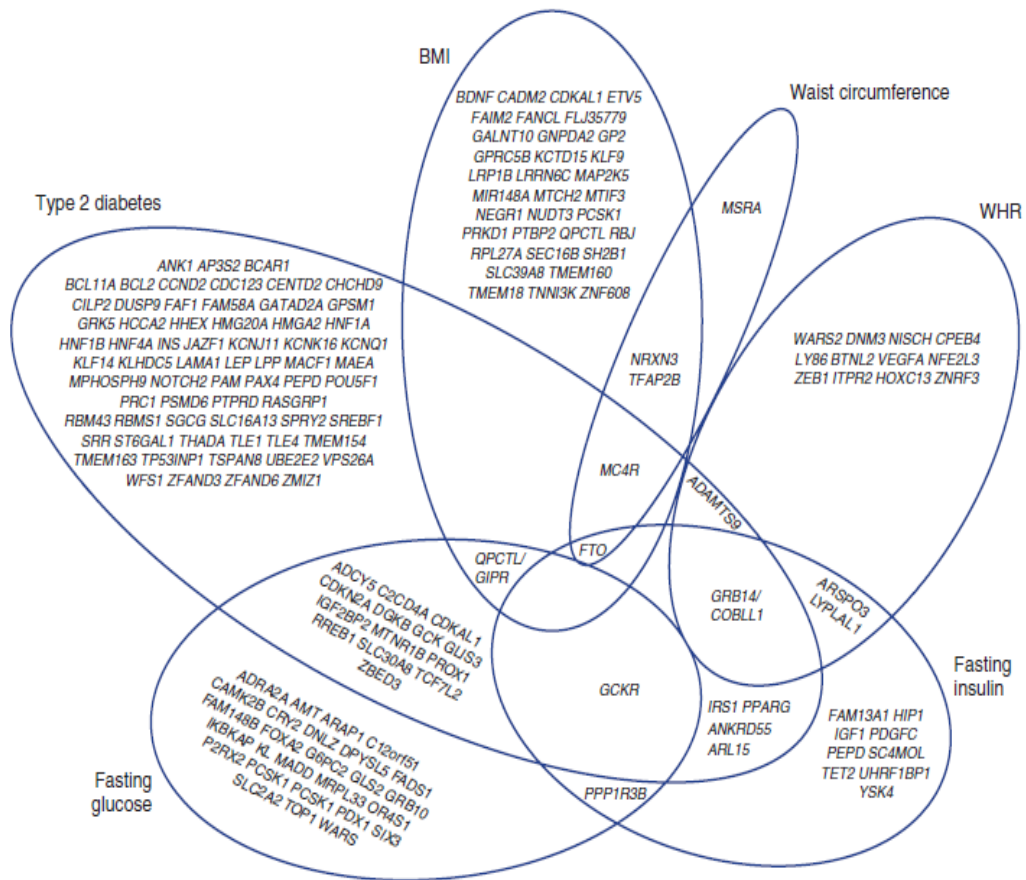 BMI
BDNF CADM2 CDKAL1 ETV5
FAIM2 FANCL FLJ35779
GALNT10 GNPDA2 GP2
GPRC5B KCTD15 KLF9
LRP1B LRRN6C MAP2K5
MIR148A MTCH2 MTIF3
NEGR1 NUDT3 PCSK1
PRKD1 PTBP2 QPCTL RBJ
RPL27A SEC16B SH2B1
SLC39A8 TMEM160
TMEM18 TNNI3K ZNF608
Waist circumference
MSRA
WHR
WARS2 DNM3 NISCH CPEB4
LY86 BTNL2 VEGFA NFE2L3
ZEB1 ITPR2 HOXC13 ZNRF3
Type 2 diabetes
ANK1 AP3S2 BCAR1
BCL11A BCL2 CCND2 CDC123 CENTD2 CHCHD9
CILP2 DUSP9 FAF1 FAM58A GATAD2A GPSM1
GRK5 HCCA2 HHEX HMG20A HMGA2 HNF1A
HNF1B HNF4A INS JAZF1 KCNJ11 KCNK16 KCNQ1
KLF14 KLHDC5 LAMA1 LEP LPP MACF1 MAEA
MPHOSPH9 NOTCH2 PAM PAX4 PEPD POU5F1
PRC1 PSMD6 PTPRD RASGRP1
RBM43 RBMS1 SGCG SLC16A13 SPRY2 SREBF1
SRR ST6GAL1 THADA TLE1 TLE4 TMEM154
TMEM163 TP53INP1 TSPAN8 UBE2E2 VPS26A
WFS1 ZFAND3 ZFAND6 ZMIZ1
NRXN3
TFAP2B
MC4R
ADAMTS9
FTO
QPCTL/
GIPR
ADCY5 C2CD4A CDKAL1
CDKN2A DGKB GCK GLIS3
IGF2BP2 MTNR1B PROX1
RREB1 SLC30A8 TCF7L2
ZBED3
GRB14/
COBLL1
ARSPO3
LYPLAL1
Fasting
insulin
GCKR
IRS1 PPARG
ANKRD55
ARL15
FAM13A1 HIP1
IGF1 PDGFC
PEPD SC4MOL
TET2 UHRF1BP1
YSK4
ADRA2A AMT ARAP1 C12orf51
CAMK2B CRY2 DNLZ DPYSL5 FADS1
FAM148B FOXA2 G6PC2 GLS2 GRB10
IKBKAP KL MADD MRPL33 OR4S1
P2RX2 PCSK1 PCSK1 PDX1 SIX3
SLC2A2 TOP1 WARS
Fasting
glucose
PPP1R3B